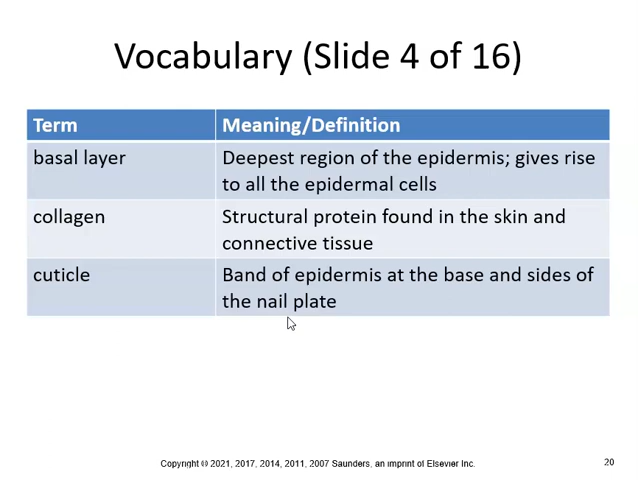 Vocabulary (Slide 4 of 16)
Term
Meaning/Definition
basal layer
Deepest region of the epidermis; gives rise
to all the epidermal cells
collagen
Structural protein found in the skin and
connective tissue
cuticle
Band of epidermis at the base and sides of
the nail plate
Copyright © 2021, 2017, 2014, 2011, 2007 Saunders, an imprint of Elsevier Inc.
20